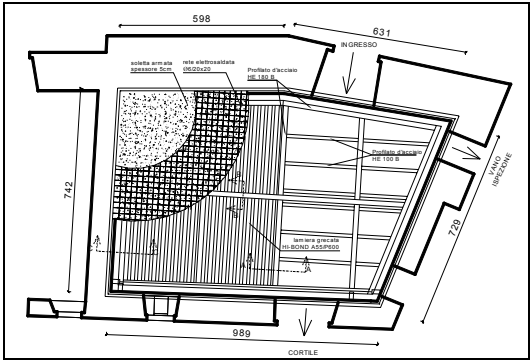 598
631
INGRESSO
soletta armata
spessore 5cm
rete elettrosaldata
Ø6/20x20
Profilato d'acciaio
HE 180 B
Profilato d'acciaio
HE 100 B
VANO
ISPEZIONE
742
729
B
B
lamiera grecata
HI-BOND A55/P600
A
A
989
CORTILE